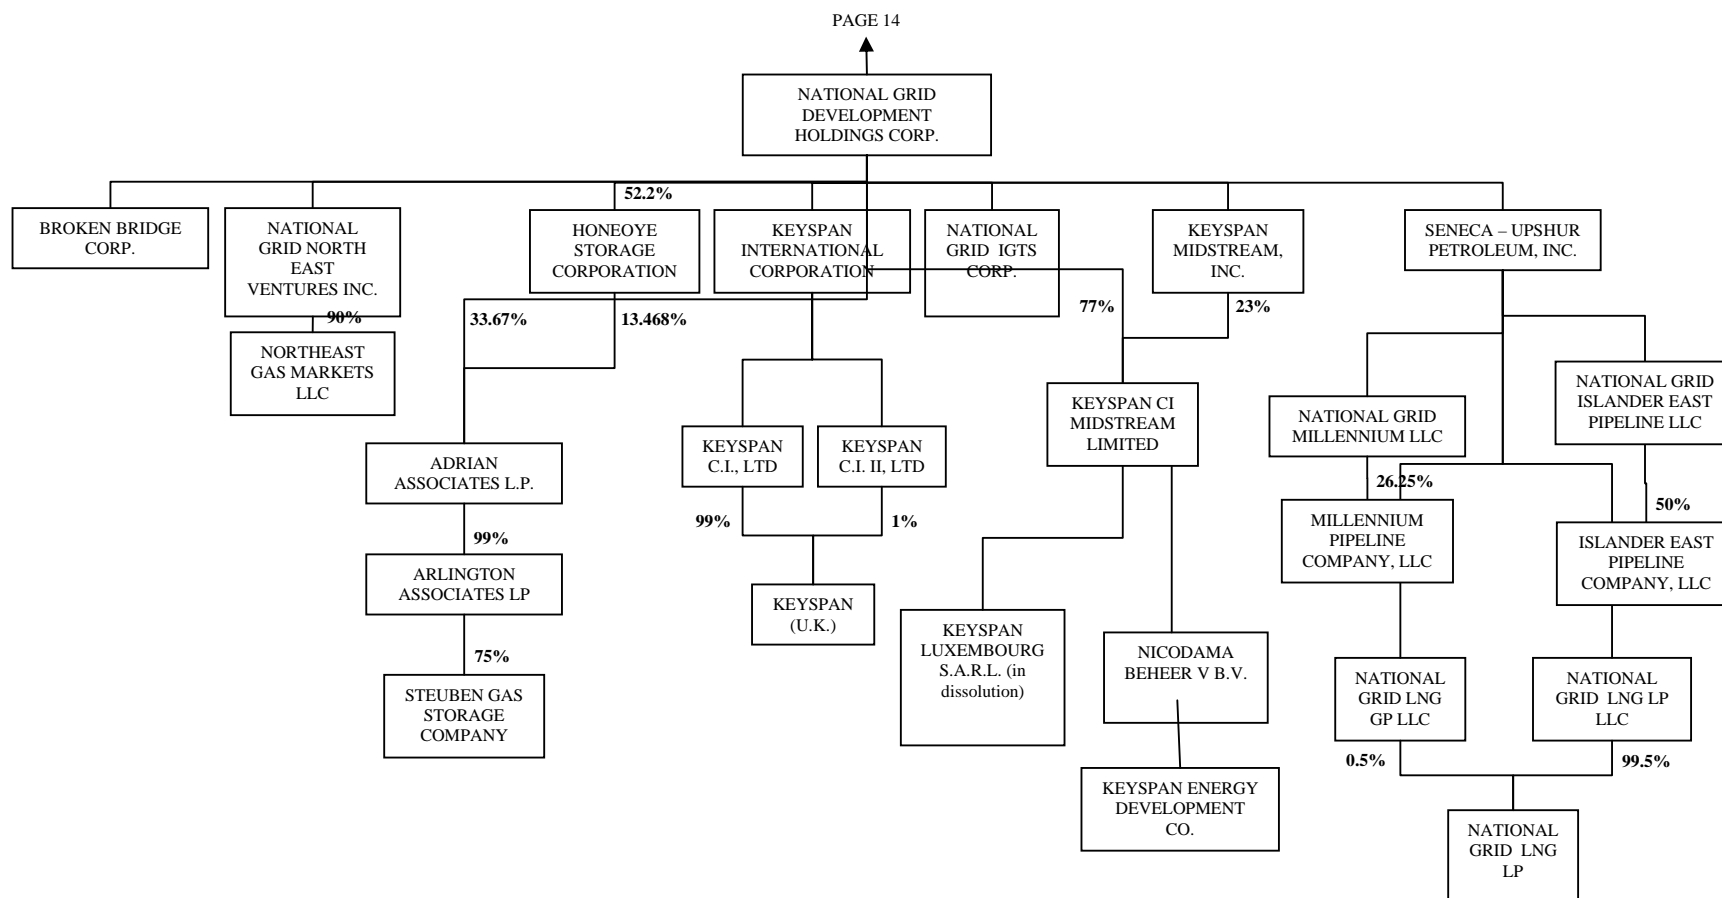 PAGE 14
NATIONAL GRID
DEVELOPMENT
HOLDINGS CORP.
52.2%
BROKEN BRIDGE
CORP.
NATIONAL
GRID NORTH
EAST
VENTURES INC.
HONEOYE
STORAGE
CORPORATION
KEYSPAN
INTERNATIONAL
CORPORATION
NATIONAL
GRID IGTS
CORP.
KEYSPAN
MIDSTREAM,
INC.
SENECA – UPSHUR
PETROLEUM, INC.
90%
33.67%
13.468%
77%
23%
NORTHEAST
GAS MARKETS
LLC
KEYSPAN CI
MIDSTREAM
LIMITED
NATIONAL GRID
MILLENNIUM LLC
NATIONAL GRID
ISLANDER EAST
PIPELINE LLC
ADRIAN
ASSOCIATES L.P.
KEYSPAN
C.I., LTD
KEYSPAN
C.I. II, LTD
26.25%
50%
99%
99%
1%
MILLENNIUM
PIPELINE
COMPANY, LLC
ISLANDER EAST
PIPELINE
COMPANY, LLC
ARLINGTON
ASSOCIATES LP
KEYSPAN
(U.K.)
75%
STEUBEN GAS
STORAGE
COMPANY
KEYSPAN
LUXEMBOURG
S.A.R.L. (in
dissolution)
NICODAMA
BEHEER V B.V.
NATIONAL
GRID LNG
GP LLC
NATIONAL
GRID LNG LP
LLC
0.5%
99.5%
KEYSPAN ENERGY
DEVELOPMENT
CO.
NATIONAL
GRID LNG
LP